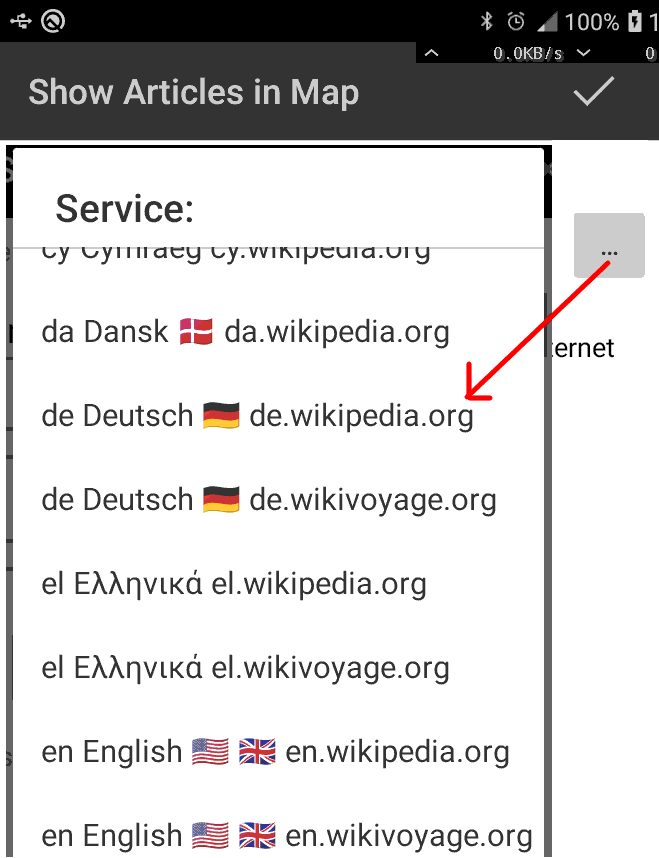 100% 1
0.0KB/s 0
Show Articles in Map
Service:
...
cy Cymraeg cy.wikipedia.org
da Dansk 🇩🇰 da.wikipedia.org
ternet
de Deutsch 🇩🇪 de.wikipedia.org
de Deutsch 🇩🇪 de.wikivoyage.org
el Ελληνικά el.wikipedia.org
el Ελληνικά el.wikivoyage.org
en English 🇺🇸 🇬🇧 en.wikipedia.org
en English 🇺🇸 🇬🇧 en.wikivoyage.org